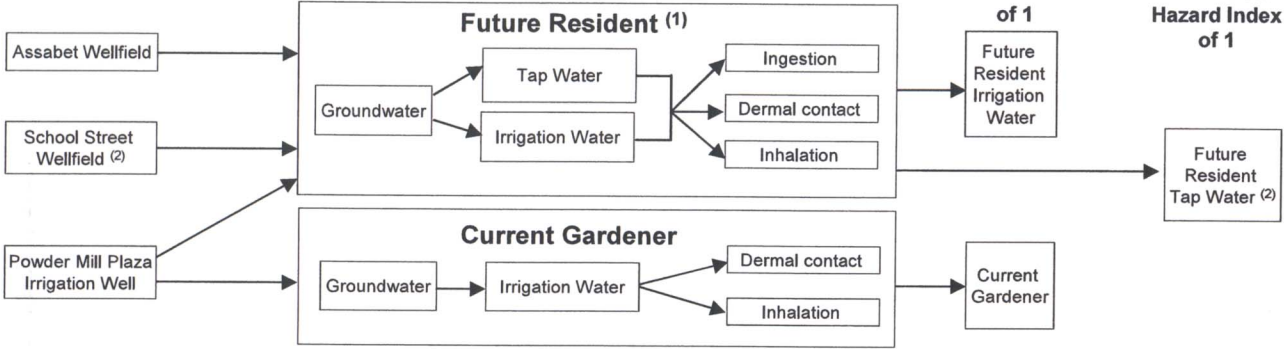 of 1
Hazard Index
of 1
Future Resident (1)
Assabet Wellfield
School Street
Wellfield (2)
Powder Mill Plaza
Irrigation Well
Groundwater
Tap Water
Irrigation Water
Ingestion
Dermal contact
Inhalation
Future
Resident
Irrigation
Water
Future
Resident
Tap Water (2)
Current Gardener
Groundwater
Irrigation Water
Dermal contact
Inhalation
Current
Gardener